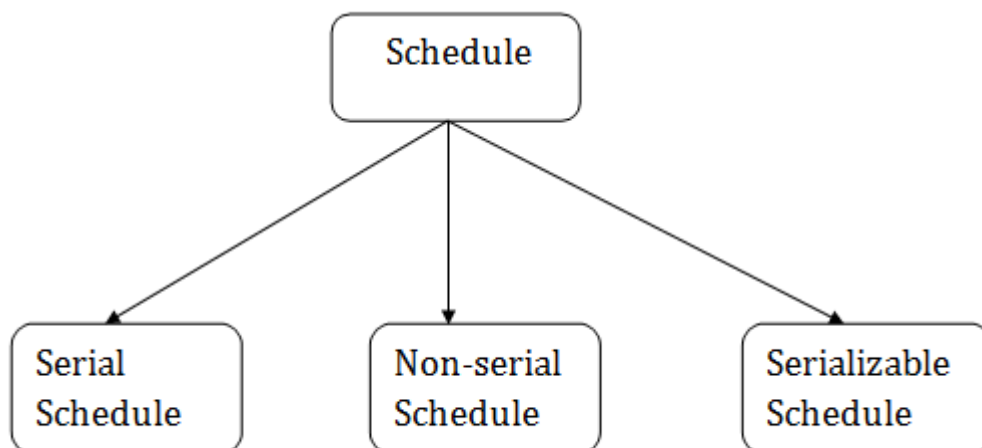 Schedule
Serial
Schedule
Non-serial
Schedule
Serializable
Schedule